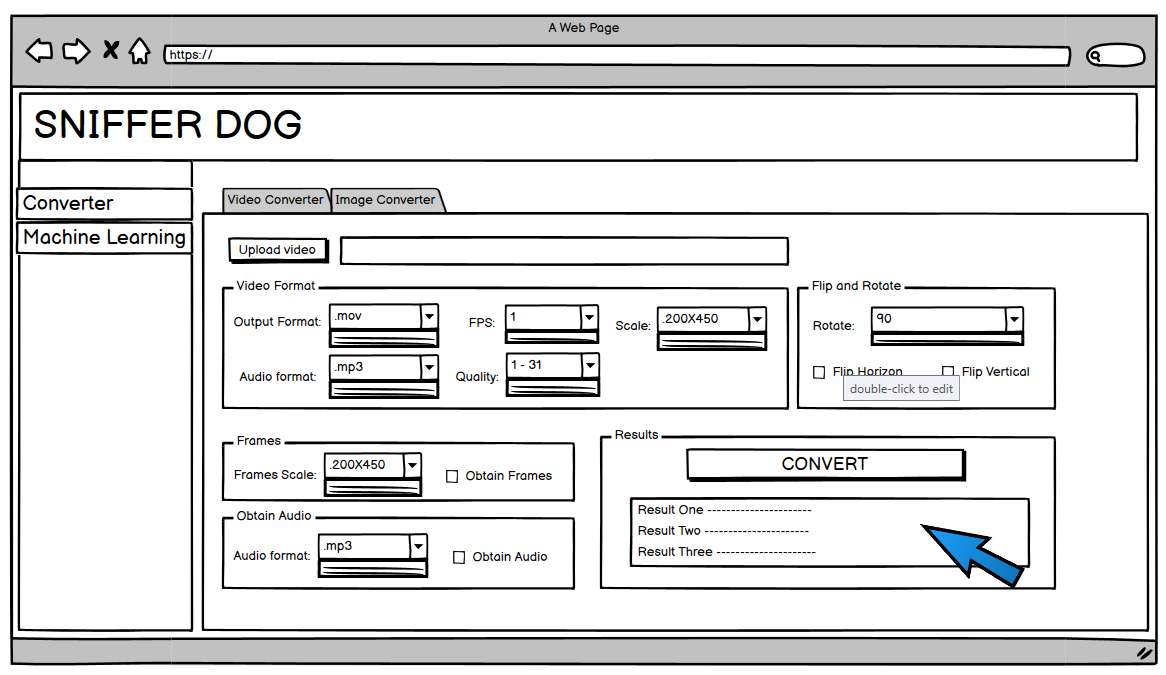 A Web Page
https://
SNIFFER DOG
Converter
Machine Learning
Video Converter
Image Converter
Upload video
Video Format
Output Format:
.mov
FPS:
1
Scale:
.200X450
Audio format:
.mp3
Quality:
1 - 31
Flip and Rotate
Rotate:
90
Flip Horizon
Flip Vertical
double-click to edit
Frames
Frames Scale:
.200X450
Obtain Frames
Obtain Audio
Audio format:
.mp3
Obtain Audio
Results
CONVERT
Result One ----------------------
Result Two ----------------------
Result Three ---------------------